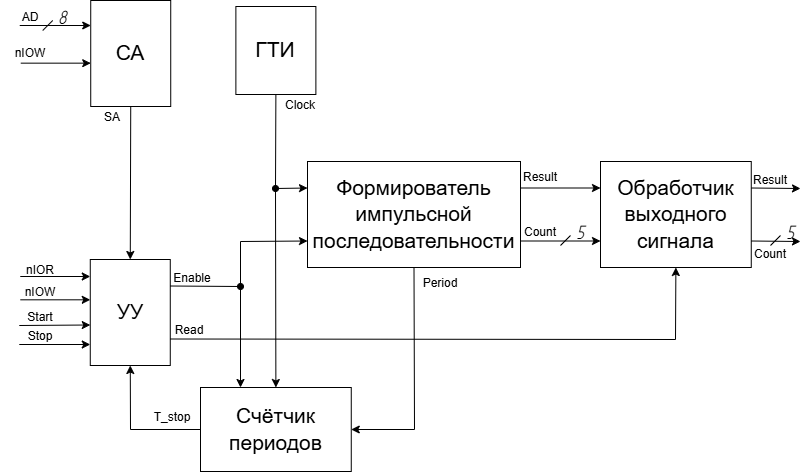 AD
8
nIOW
СА
ГТИ
SA
Clock
Формирователь
импульсной
последовательности
Result
Count
5
Обработчик
выходного
сигнала
Result
5
Count
nIOR
nIOW
Start
Stop
УУ
Enable
Read
Period
T_stop
Счётчик
периодов